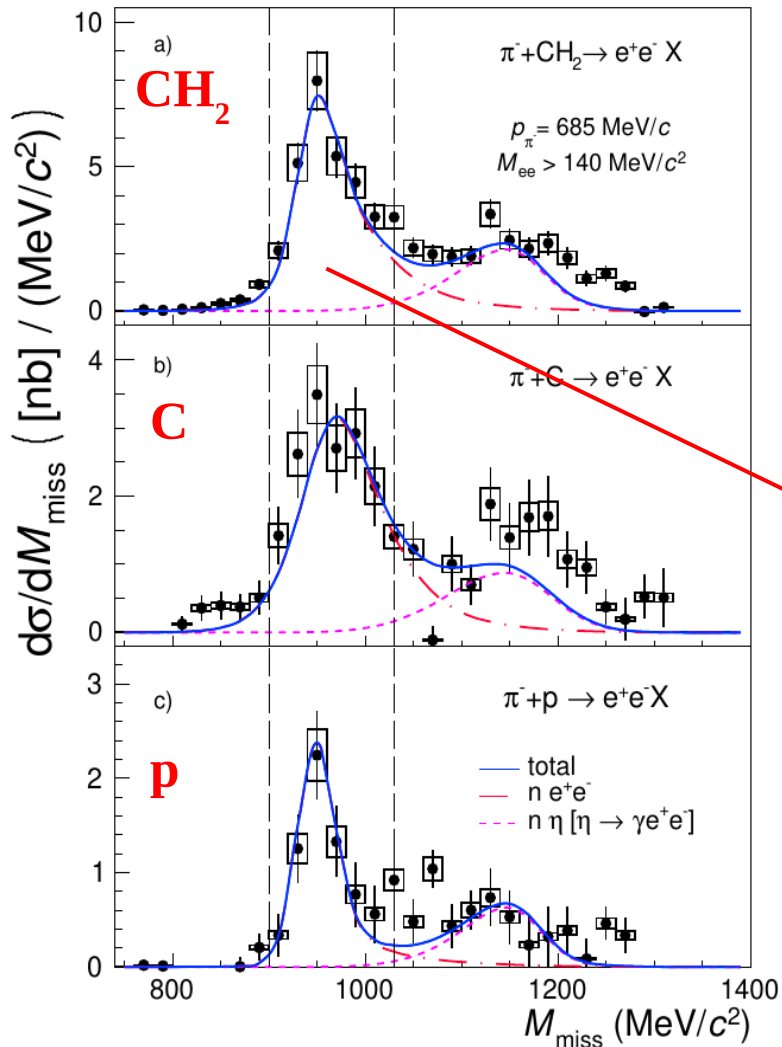 dσ/dM_miss ( [nb] / (MeV/c²))
10
5
0
a)
CH₂
π⁻+CH₂→ e⁺e⁻ X
p_π⁻= 685 MeV/c
M_ee > 140 MeV/c²
4
2
0
b)
C
π⁻+C → e⁺e⁻ X
3
2
1
0
c)
p
π⁻+p → e⁺e⁻X
total
n e⁺e⁻
n η [η → γe⁺e⁻]
800 1000 1200 1400
M_miss (MeV/c²)